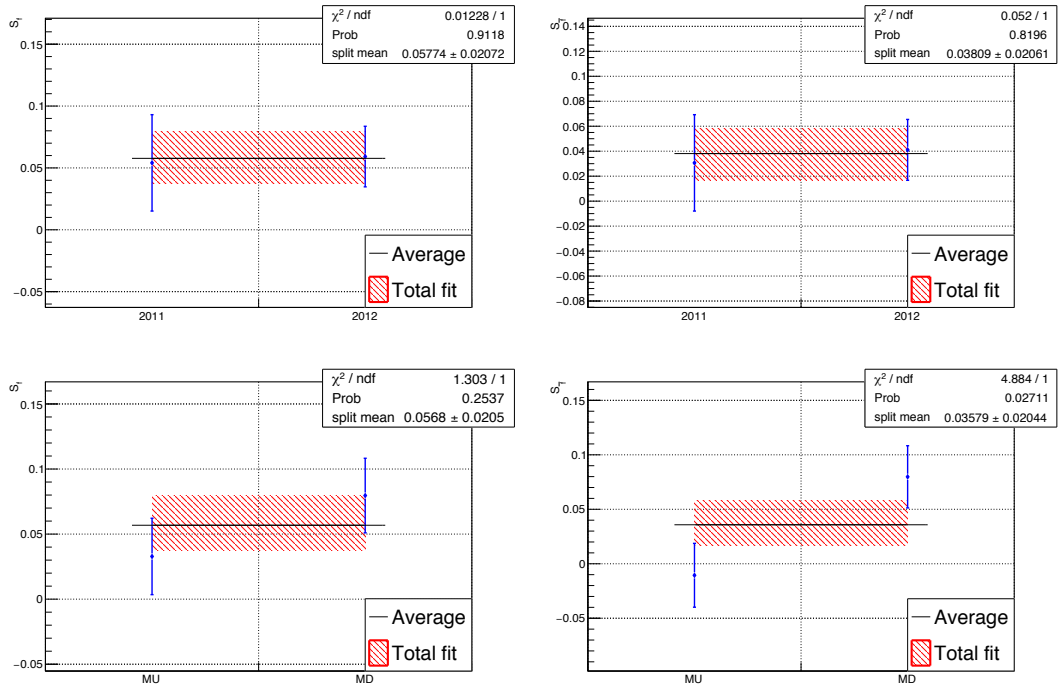 S_f
χ² / ndf 0.01228 / 1
Prob 0.9118
split mean 0.05774 ± 0.02072
0.15
0.1
0.05
0
−0.05
2011 2012
Average
Total fit
S_f̄
χ² / ndf 0.052 / 1
Prob 0.8196
split mean 0.03809 ± 0.02061
0.14
0.12
0.1
0.08
0.06
0.04
0.02
0
−0.02
−0.04
−0.06
−0.08
2011 2012
Average
Total fit
S_f
χ² / ndf 1.303 / 1
Prob 0.2537
split mean 0.0568 ± 0.0205
0.15
0.1
0.05
0
−0.05
MU MD
Average
Total fit
S_f̄
χ² / ndf 4.884 / 1
Prob 0.02711
split mean 0.03579 ± 0.02044
0.15
0.1
0.05
0
−0.05
MU MD
Average
Total fit